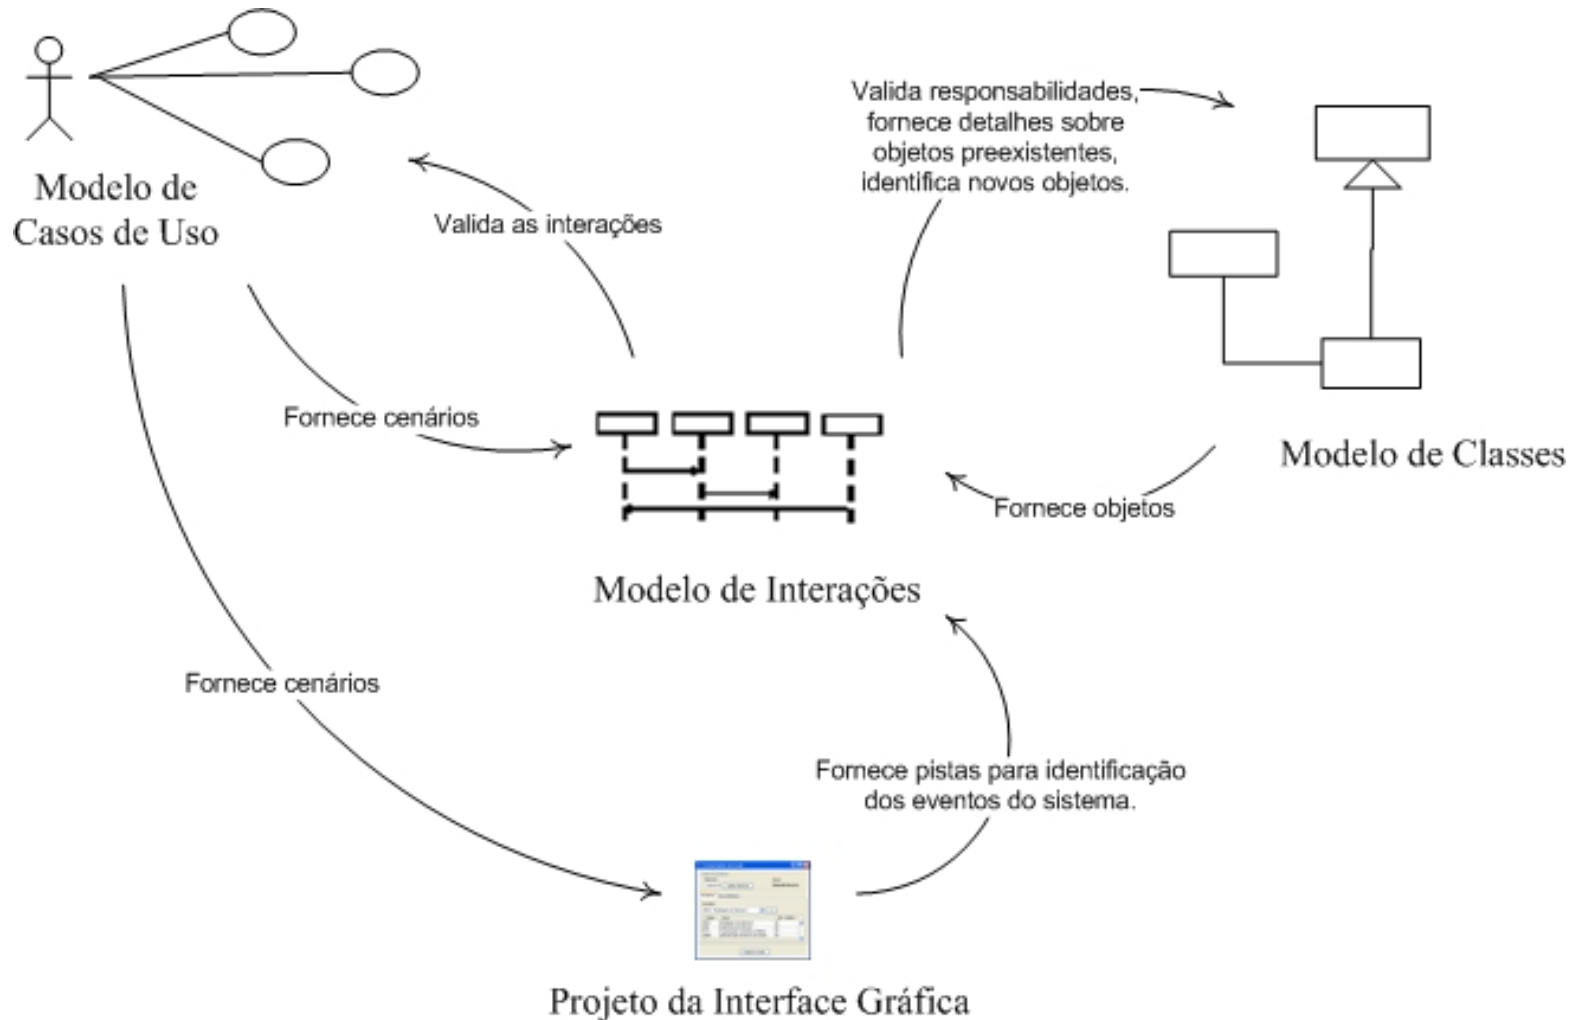 Modelo de
Casos de Uso
Valida as interações
Valida responsabilidades,
fornece detalhes sobre
objetos preexistentes,
identifica novos objetos.
Fornece cenários
Modelo de Classes
Fornece objetos
Modelo de Interações
Fornece cenários
Fornece pistas para identificação
dos eventos do sistema.
Projeto da Interface Gráfica